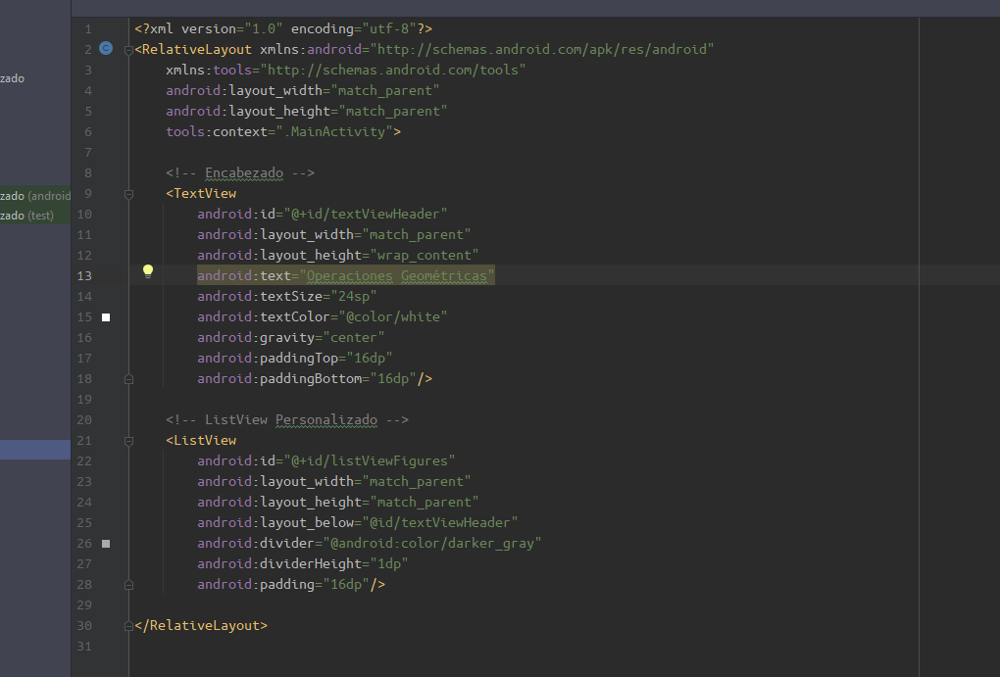 1 <?xml version="1.0" encoding="utf-8"?>
2 <RelativeLayout xmlns:android="http://schemas.android.com/apk/res/android"
3 xmlns:tools="http://schemas.android.com/tools"
zado
4 android:layout_width="match_parent"
5 android:layout_height="match_parent"
6 tools:context=".MainActivity">
7
8 <!-- Encabezado -->
zado (android
9 <TextView
zado (test)
10 android:id="@+id/textViewHeader"
11 android:layout_width="match_parent"
12 android:layout_height="wrap_content"
13 android:text="Operaciones Geométricas"
14 android:textSize="24sp"
15 android:textColor="@color/white"
16 android:gravity="center"
17 android:paddingTop="16dp"
18 android:paddingBottom="16dp"/>
19
20 <!-- ListView Personalizado -->
21 <ListView
22 android:id="@+id/listViewFigures"
23 android:layout_width="match_parent"
24 android:layout_height="match_parent"
25 android:layout_below="@id/textViewHeader"
26 android:divider="@android:color/darker_gray"
27 android:dividerHeight="1dp"
28 android:padding="16dp"/>
29
30 </RelativeLayout>
31